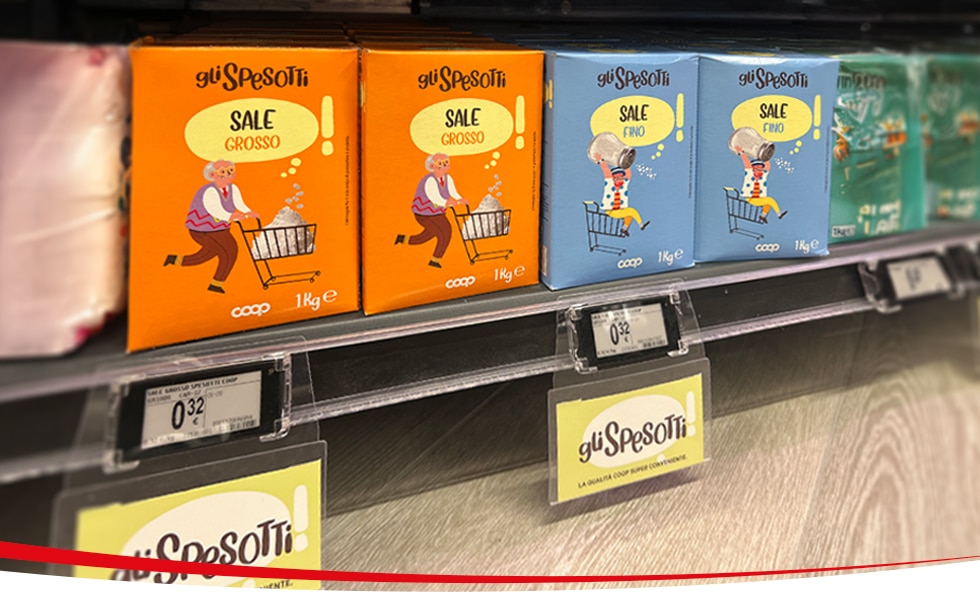 gli SPESOTTI!
SALE
GROSSO
coop
1Kg e
gli SPESOTTI!
SALE
GROSSO
coop
1Kg e
gli SPESOTTI!
SALE
FINO
coop
1Kg e
gli SPESOTTI!
SALE
FINO
coop
1Kg e
1Kg e
SALE GROSSO SPESOTTI COOP
0,32
€
0,32
€
gli SPESOTTI!
LA QUALITÀ COOP SUPER CONVENIENTE.
gli SPESOTTI!